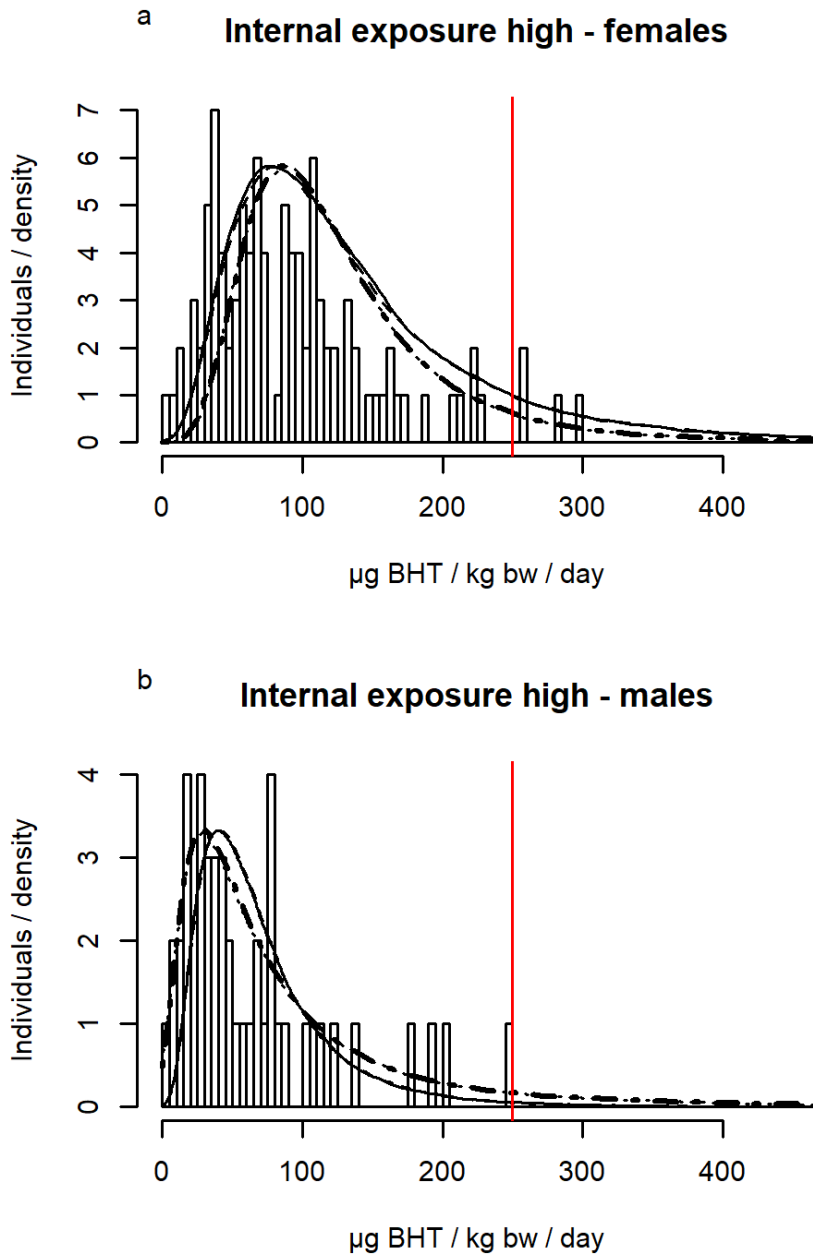 a
Internal exposure high - females
Individuals / density
7
6
5
4
3
2
1
0
0 100 200 300 400
µg BHT / kg bw / day
b
Internal exposure high - males
Individuals / density
4
3
2
1
0
0 100 200 300 400
µg BHT / kg bw / day